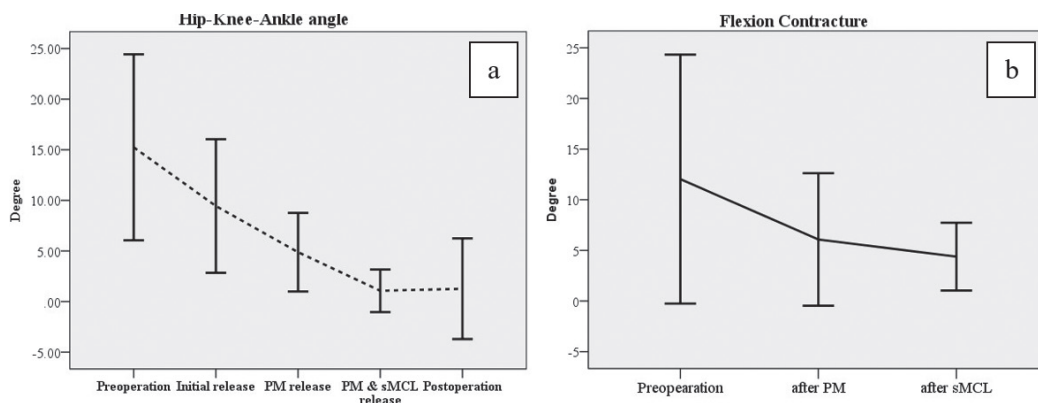 Hip-Knee-Ankle angle
a
Degree
25.00
20.00
15.00
10.00
5.00
.00
-5.00
Preoperation Initial release PM release PM & sMCL Postoperation
release
Flexion Contracture
b
Degree
25
20
15
10
5
0
-5
Preopearation after PM after sMCL